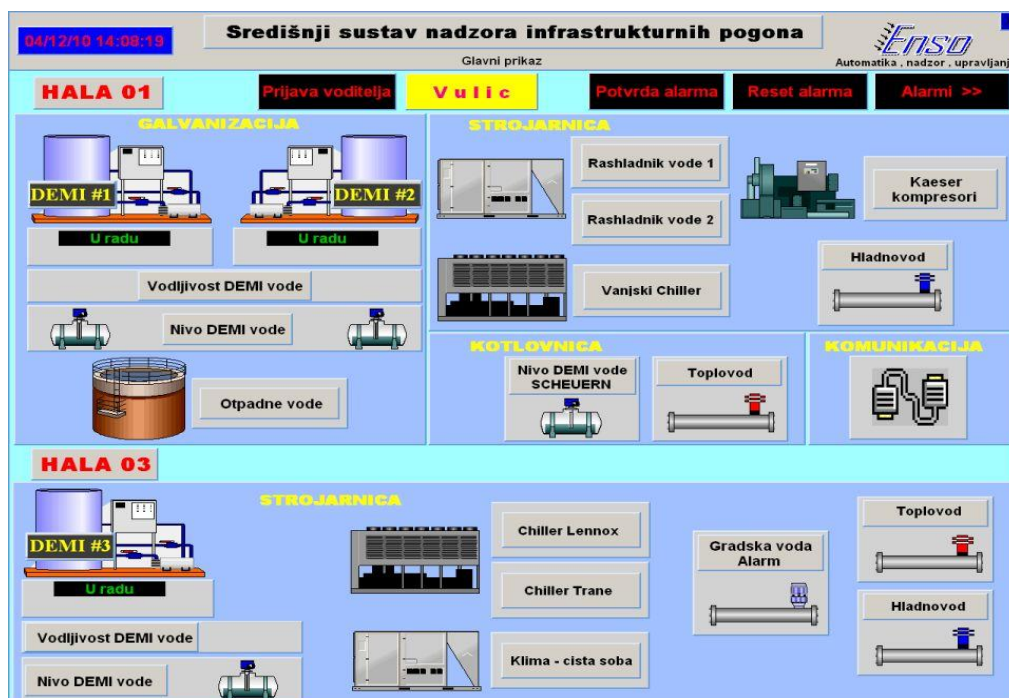 04/12/10 14:08:19
Središnji sustav nadzora infrastrukturnih pogona
Glavni prikaz
Enso
Automatika , nadzor , upravljanj
HALA 01
Prijava voditelja
Vulic
Potvrda alarma
Reset alarma
Alarmi >>
GALVANIZACIJA
DEMI #1
DEMI #2
U radu
U radu
Vodljivost DEMI vode
Nivo DEMI vode
Otpadne vode
STROJARNICA
Rashladnik vode 1
Rashladnik vode 2
Vanjski Chiller
Kaeser
kompresori
Hladnovod
KOTLOVNICA
Nivo DEMI vode
SCHEUERN
Toplovod
KOMUNIKACIJA
HALA 03
DEMI #3
U radu
Vodljivost DEMI vode
Nivo DEMI vode
STROJARNICA
Chiller Lennox
Chiller Trane
Klima - cista soba
Gradska voda
Alarm
Toplovod
Hladnovod